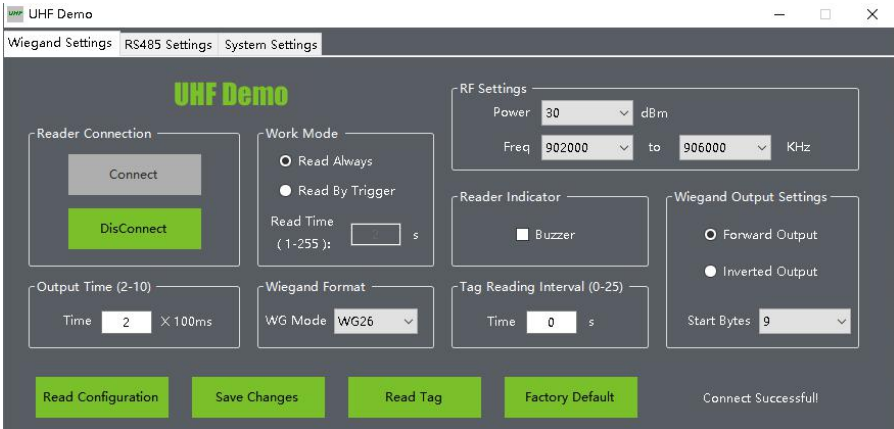 UHF UHF Demo
Wiegand Settings RS485 Settings System Settings
UHF Demo
Reader Connection
Connect
DisConnect
Work Mode
Read Always
Read By Trigger
Read Time
( 1-255 ): 2 s
RF Settings
Power 30 dBm
Freq 902000 to 906000 KHz
Reader Indicator
Buzzer
Wiegand Output Settings
Forward Output
Inverted Output
Start Bytes 9
Output Time (2-10)
Time 2 X 100ms
Wiegand Format
WG Mode WG26
Tag Reading Interval (0-25)
Time 0 s
Read Configuration Save Changes Read Tag Factory Default Connect Successful!